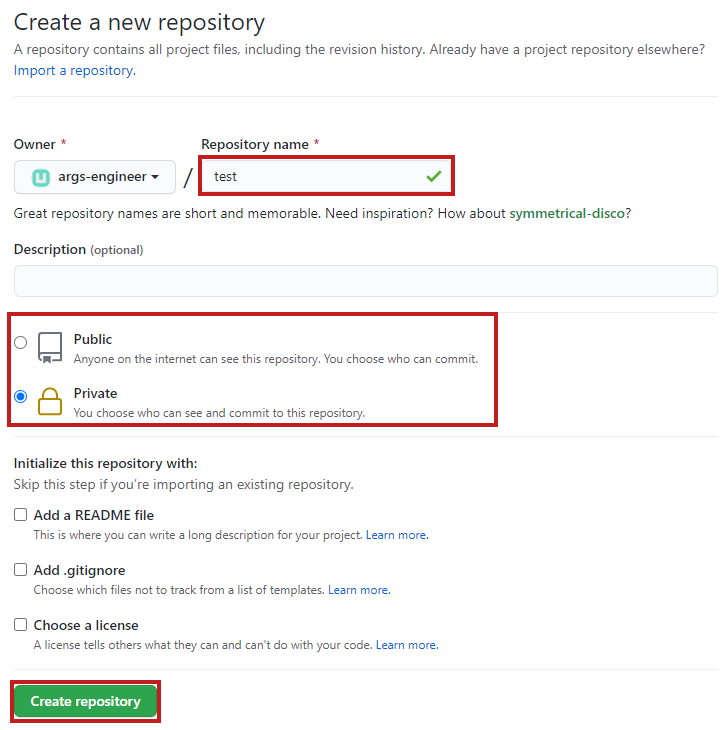 Create a new repository
A repository contains all project files, including the revision history. Already have a project repository elsewhere?
Import a repository.
Owner * Repository name *
args-engineer / test
Great repository names are short and memorable. Need inspiration? How about symmetrical-disco?
Description (optional)
Public
Anyone on the internet can see this repository. You choose who can commit.
Private
You choose who can see and commit to this repository.
Initialize this repository with:
Skip this step if you're importing an existing repository.
Add a README file
This is where you can write a long description for your project. Learn more.
Add .gitignore
Choose which files not to track from a list of templates. Learn more.
Choose a license
A license tells others what they can and can't do with your code. Learn more.
Create repository